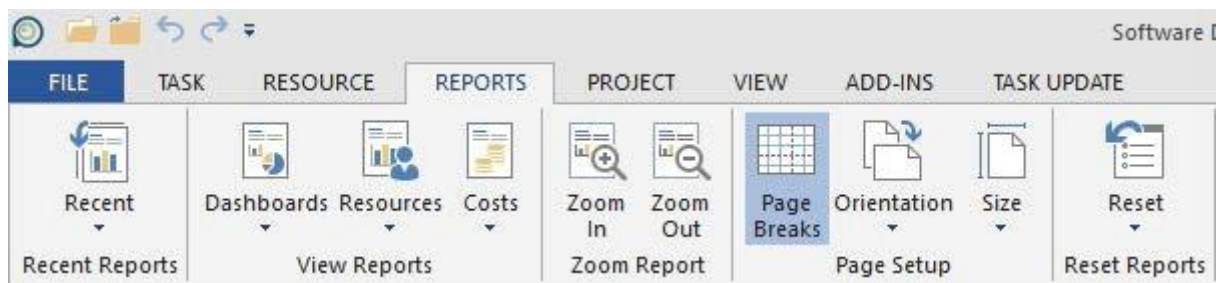 Software D
FILE TASK RESOURCE REPORTS PROJECT VIEW ADD-INS TASK UPDATE
Recent Dashboards Resources Costs Zoom In Zoom Out Page Breaks Orientation Size Reset
Recent Reports View Reports Zoom Report Page Setup Reset Reports